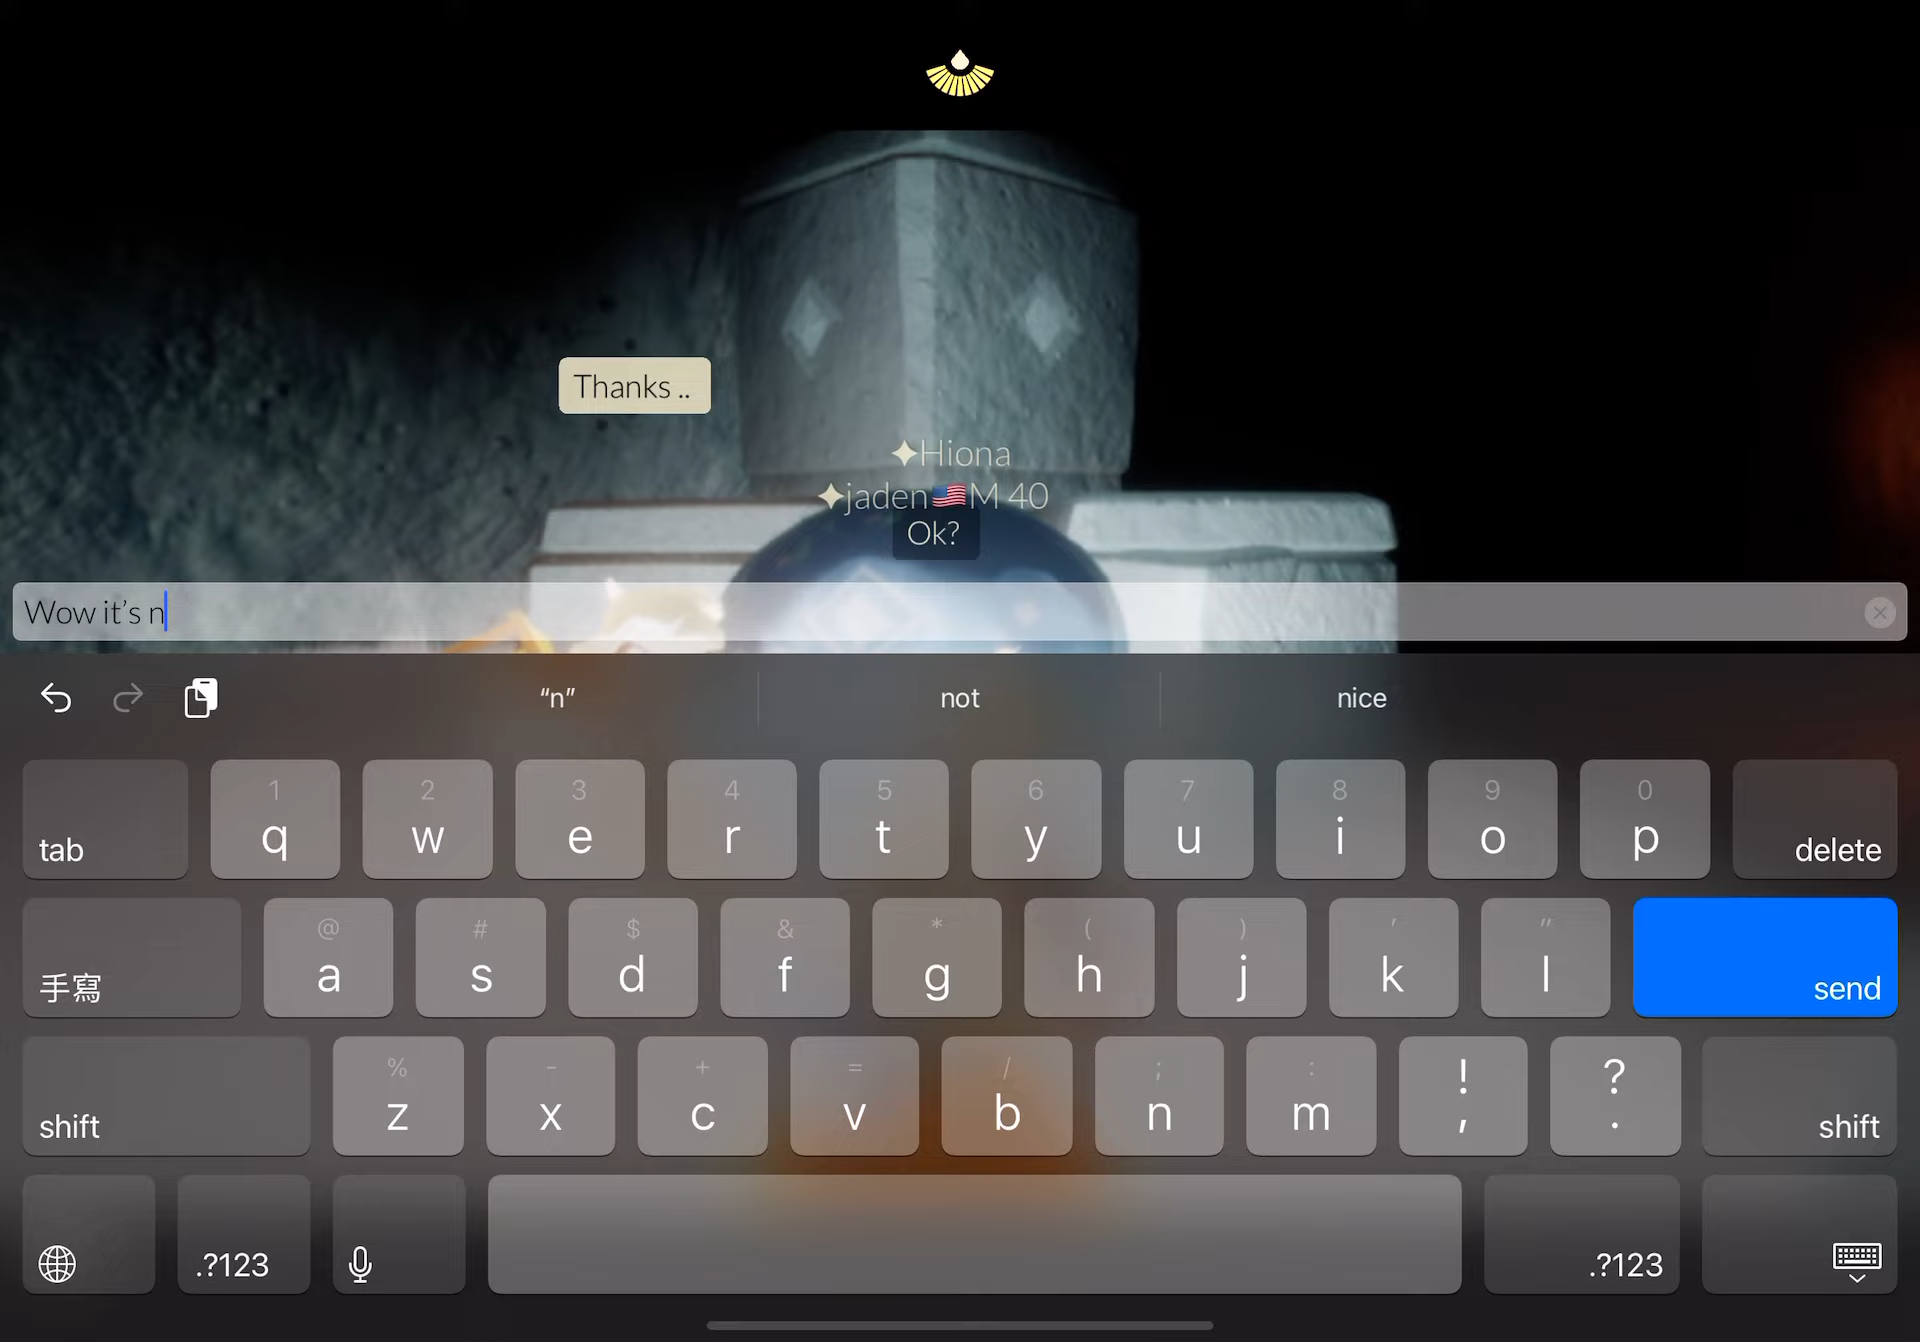 Thanks ..
✦Hiona
✦jaden🇺🇸M 40
Ok?
Wow it’s n
“n” not nice
1 2 3 4 5 6 7 8 9 0
tab q w e r t y u i o p delete
@ # $ & * ( ) ' "
手寫 a s d f g h j k l send
% - + = / ; : ! ?
shift z x c v b n m , . shift
.?123 .?123